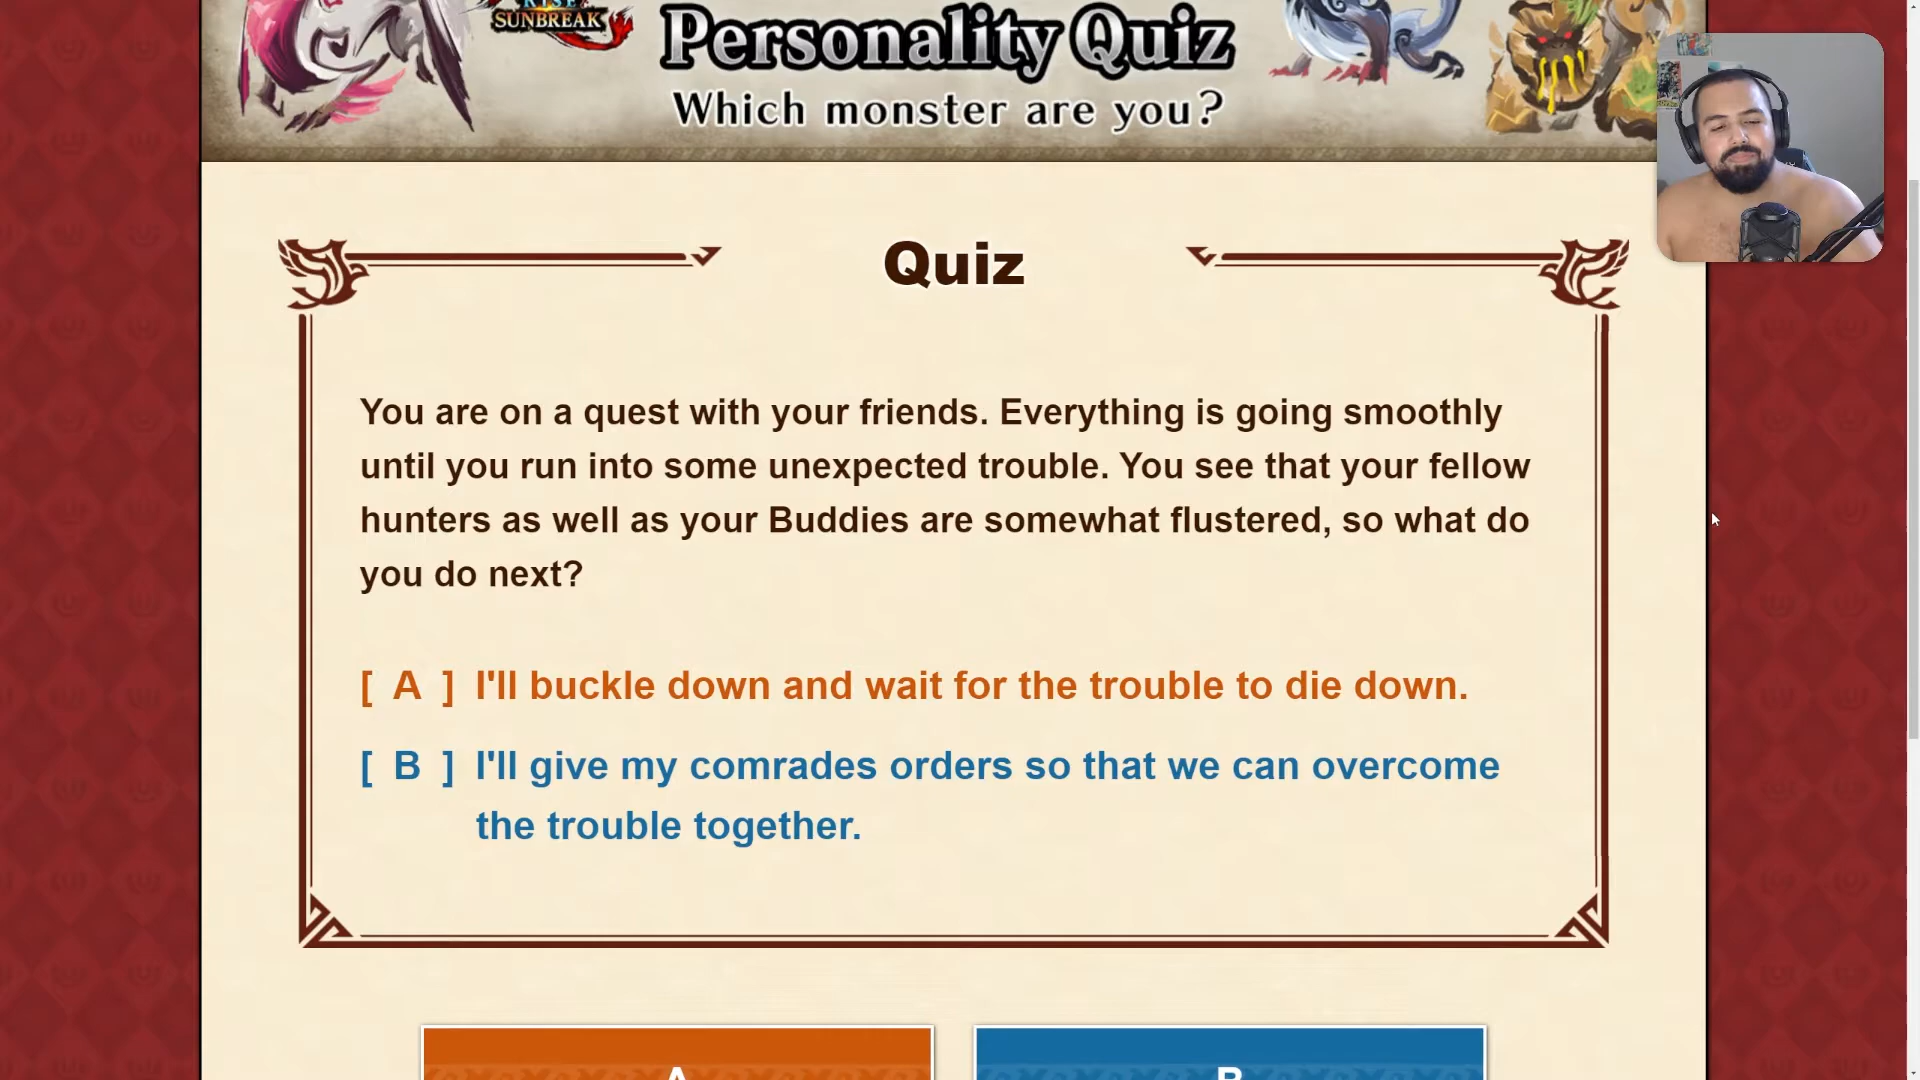 RISE
SUNBREAK
Personality Quiz
Which monster are you?
Quiz
You are on a quest with your friends. Everything is going smoothly
until you run into some unexpected trouble. You see that your fellow
hunters as well as your Buddies are somewhat flustered, so what do
you do next?
[ A ] I'll buckle down and wait for the trouble to die down.
[ B ] I'll give my comrades orders so that we can overcome
the trouble together.
A
B